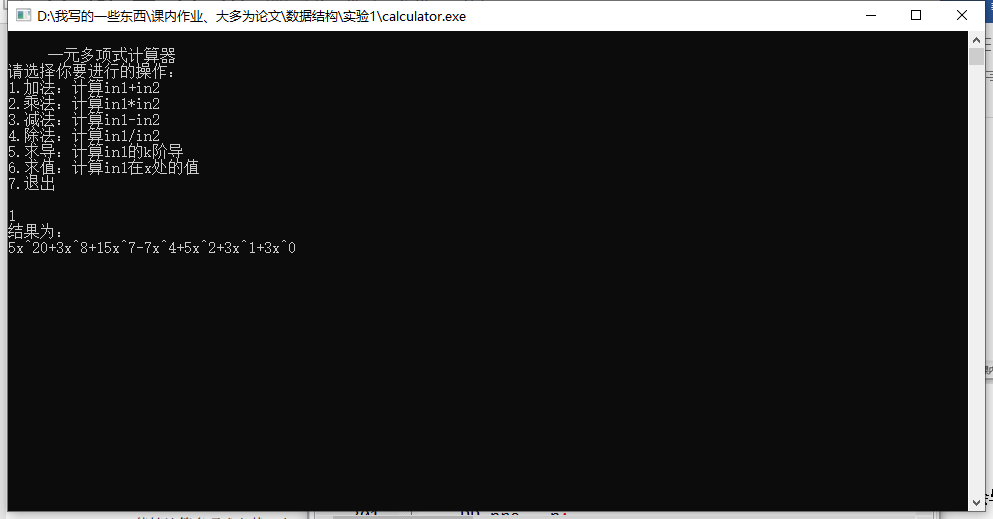 D:\我写的一些东西\课内作业、大多为论文\数据结构\实验1\calculator.exe
一元多项式计算器
请选择你要进行的操作：
1.加法：计算in1+in2
2.乘法：计算in1*in2
3.减法：计算in1-in2
4.除法：计算in1/in2
5.求导：计算in1的k阶导
6.求值：计算in1在x处的值
7.退出
1
结果为：
5x^20+3x^8+15x^7-7x^4+5x^2+3x^1+3x^0